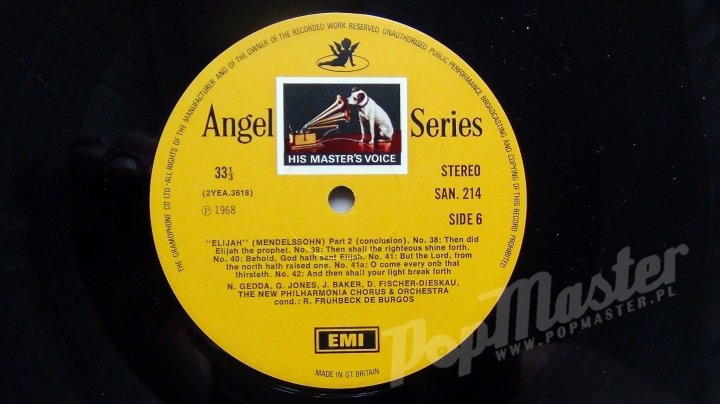 THE GRAMOPHONE CO LTD · ALL RIGHTS OF THE MANUFACTURER AND OF THE OWNER OF THE RECORDED WORK RESERVED UNAUTHORISED PUBLIC PERFORMANCE BROADCASTING AND COPYING OF THIS RECORD PROHIBITED
Angel Series
HIS MASTER'S VOICE
33⅓
STEREO
(2YEA.3618)
SAN. 214
Ⓟ 1968
SIDE 6
"ELIJAH" (MENDELSSOHN) Part 2 (conclusion). No. 38: Then did
Elijah the prophet. No. 39: Then shall the righteous shine forth.
No. 40: Behold, God hath sent Elijah. No. 41: But the Lord, from
the north hath raised one. No. 41a: O come every one that
thirsteth. No. 42: And then shall your light break forth
N. GEDDA, G. JONES, J. BAKER, D. FISCHER-DIESKAU,
THE NEW PHILHARMONIA CHORUS & ORCHESTRA
cond.: R. FRÜHBECK DE BURGOS
EMI
MADE IN GT. BRITAIN
PopMaster
WWW.POPMASTER.PL